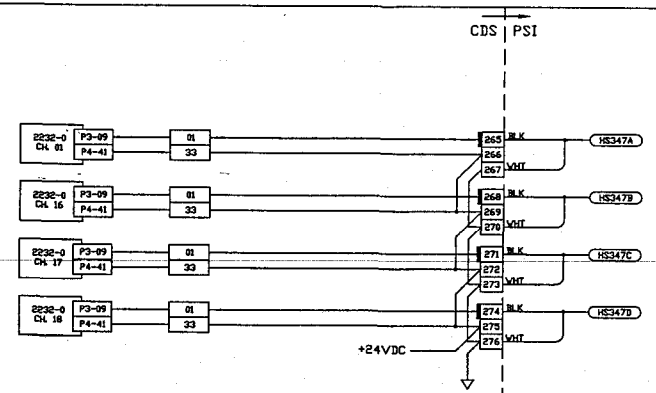 CDS PSI
2232-0 CH. 01 P3-09 01 265 BLK HS347A
P4-41 33 266
267 WHT
2232-0 CH. 16 P3-09 01 268 BLK HS347B
P4-41 33 269
270 WHT
2232-0 CH. 17 P3-09 01 271 BLK HS347C
P4-41 33 272
273 WHT
2232-0 CH. 18 P3-09 01 274 BLK HS347D
P4-41 33 275
276 WHT
+24VDC